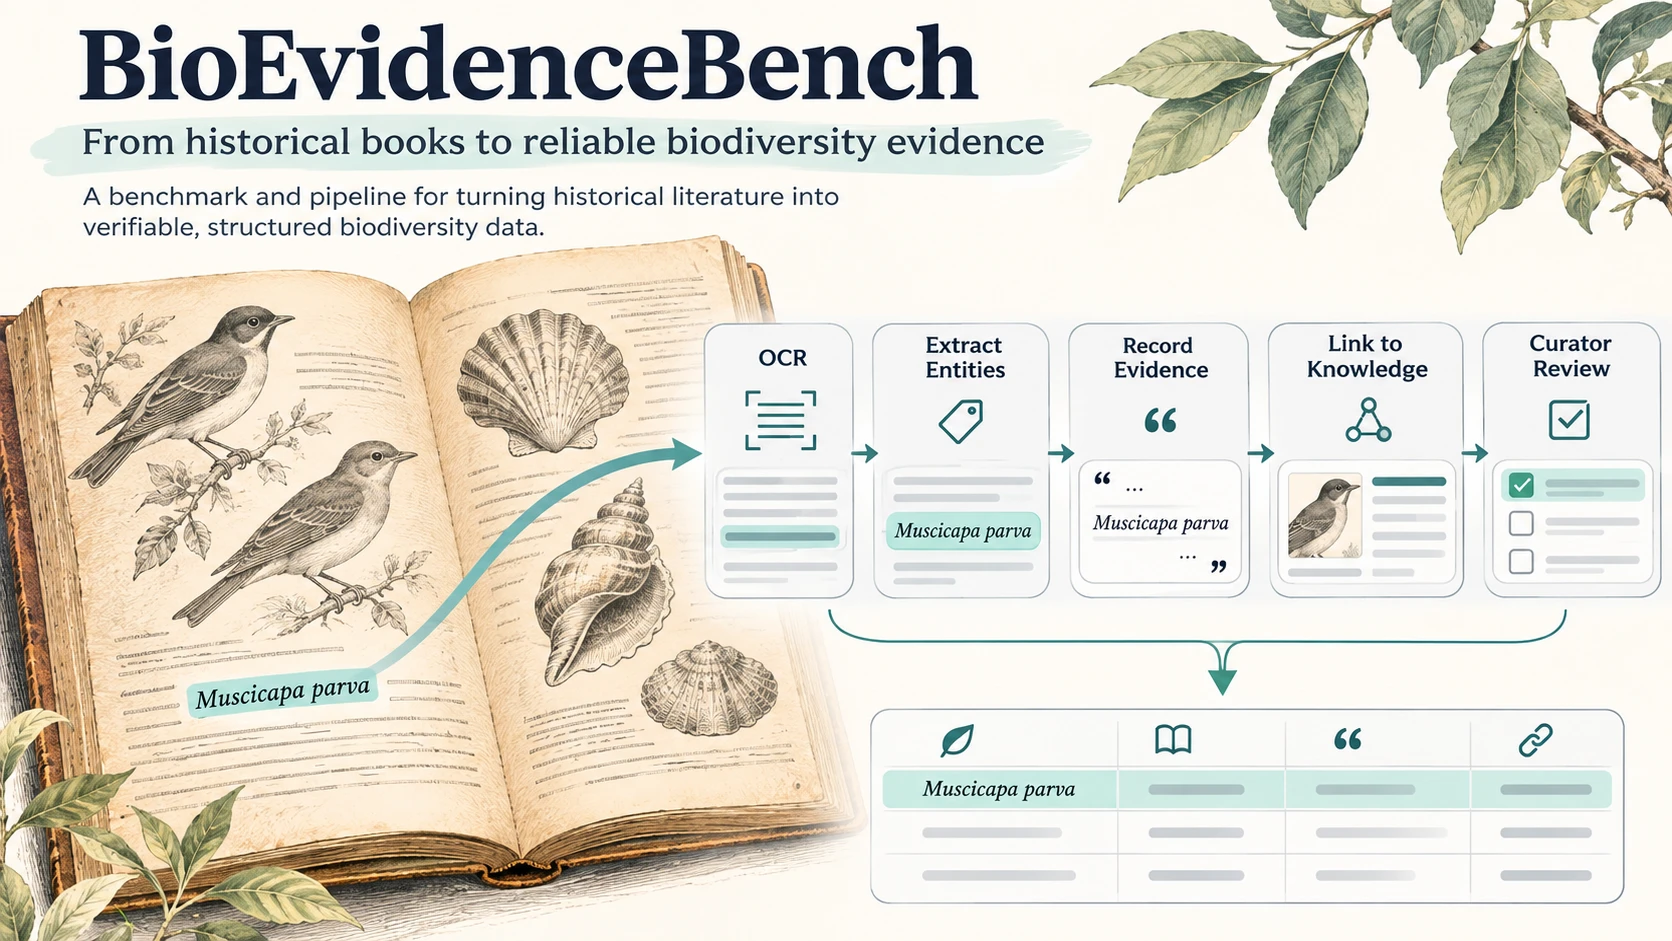 BioEvidenceBench
From historical books to reliable biodiversity evidence
A benchmark and pipeline for turning historical literature into
verifiable, structured biodiversity data.
Muscicapa parva
OCR
Extract
Entities
Muscicapa parva
Record
Evidence
“ ...
Muscicapa parva
... ”
Link to
Knowledge
Curator
Review
Muscicapa parva